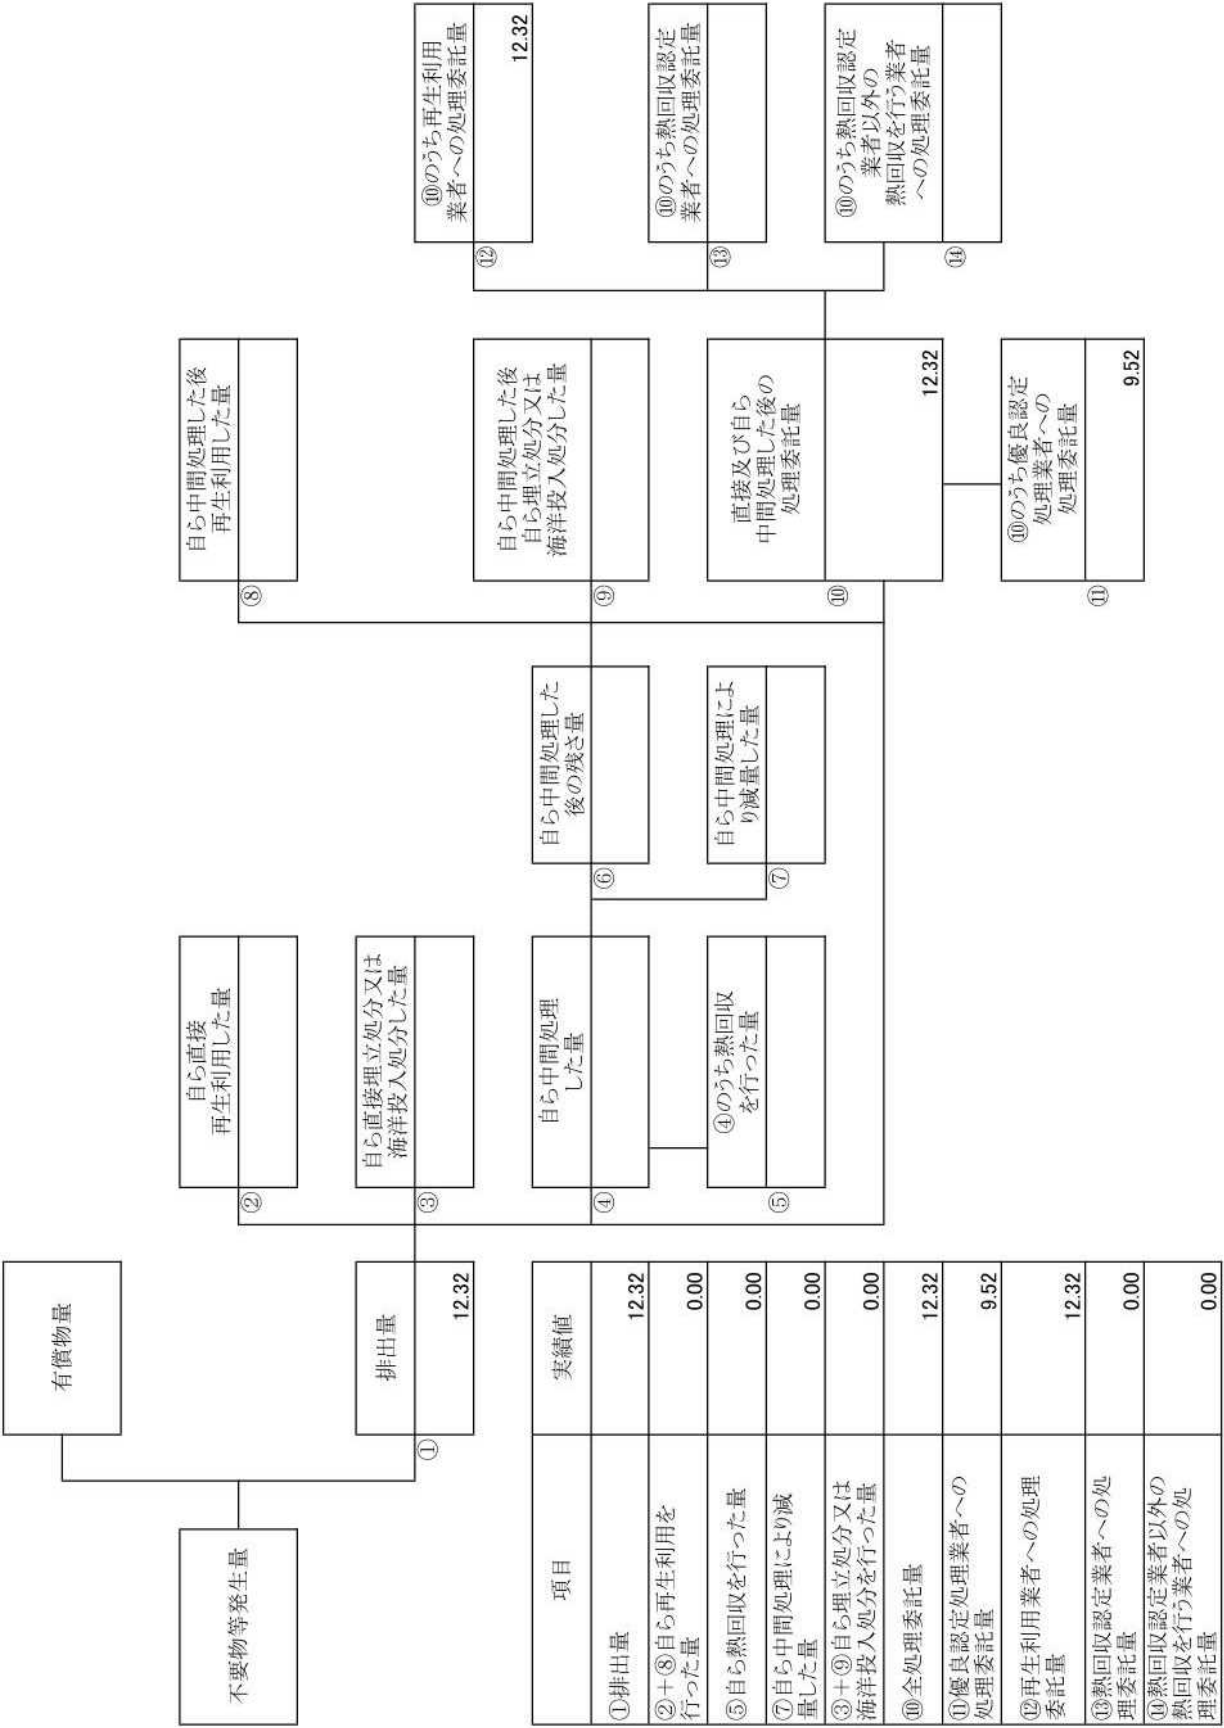 不要物等発生量
有償物量
排出量
12.32
①
②
自ら直接
再生利用した量
③
自ら直接埋立処分又は
海洋投入処分した量
④
自ら中間処理
した量
⑤
④のうち熱回収
を行った量
⑥
自ら中間処理した
後の残さ量
⑦
自ら中間処理によ
り減量した量
⑧
自ら中間処理した後
再生利用した量
⑨
自ら中間処理した後
自ら埋立処分又は
海洋投入処分した量
⑩
直接及び自ら
中間処理した後の
処理委託量
12.32
⑪
⑩のうち優良認定
処理業者への
処理委託量
9.52
⑫
⑩のうち再生利用
業者への処理委託量
12.32
⑬
⑩のうち熱回収認定
業者への処理委託量
⑭
⑩のうち熱回収認定
業者以外の
熱回収を行う業者
への処理委託量
項目 実績値
①排出量 12.32
②+⑧自ら再生利用を
行った量 0.00
⑤自ら熱回収を行った量 0.00
⑦自ら中間処理により減
量した量 0.00
③+⑨自ら埋立処分又は
海洋投入処分を行った量 0.00
⑩全処理委託量 12.32
⑪優良認定処理業者への
処理委託量 9.52
⑫再生利用業者への処理
委託量 12.32
⑬熱回収認定業者への処
理委託量 0.00
⑭熱回収認定業者以外の
熱回収を行う業者への処
理委託量 0.00